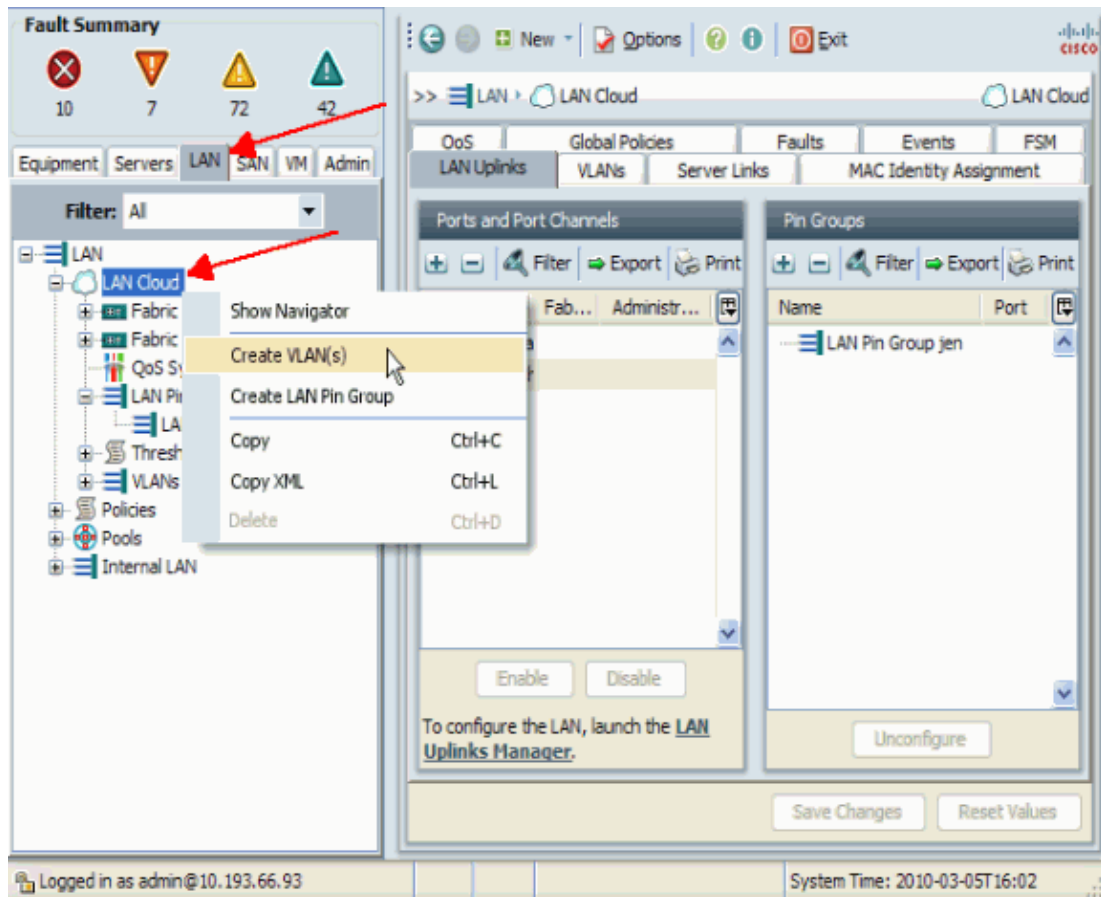 Fault Summary
10 7 72 42
Equipment Servers LAN SAN VM Admin
Filter: All
LAN
LAN Cloud
Fabric
Fabric
QoS Sy
LAN Pi
LA
Thresh
VLANs
Policies
Pools
Internal LAN
Show Navigator
Create VLAN(s)
Create LAN Pin Group
Copy Ctrl+C
Copy XML Ctrl+L
Delete Ctrl+D
New Options Exit
CISCO
>> LAN LAN Cloud LAN Cloud
QoS Global Policies Faults Events FSM
LAN Uplinks VLANs Server Links MAC Identity Assignment
Ports and Port Channels
Filter Export Print
Fab... Administr...
Enable Disable
To configure the LAN, launch the LAN
Uplinks Manager.
Pin Groups
Filter Export Print
Name Port
LAN Pin Group jen
Unconfigure
Save Changes Reset Values
Logged in as admin@10.193.66.93
System Time: 2010-03-05T16:02